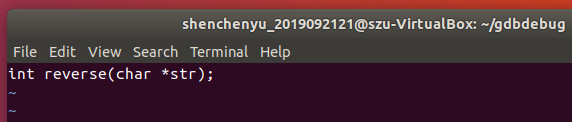 shenchenyu_2019092121@szu-VirtualBox: ~/gdbdebug
File Edit View Search Terminal Help
int reverse(char *str);
~
~